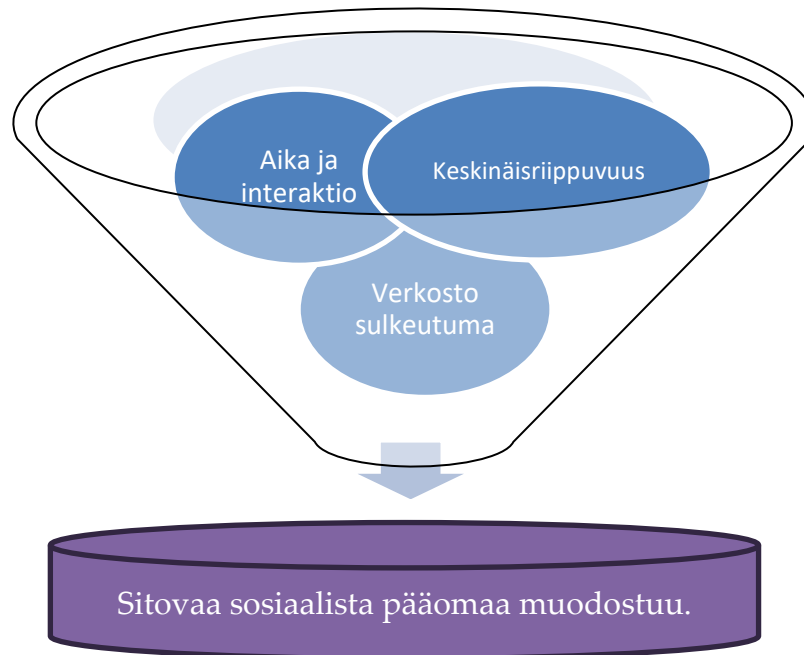 Aika ja
interaktio
Keskinäisriippuvuus
Verkosto
sulkeutuma
Sitovaa sosiaalista pääomaa muodostuu.